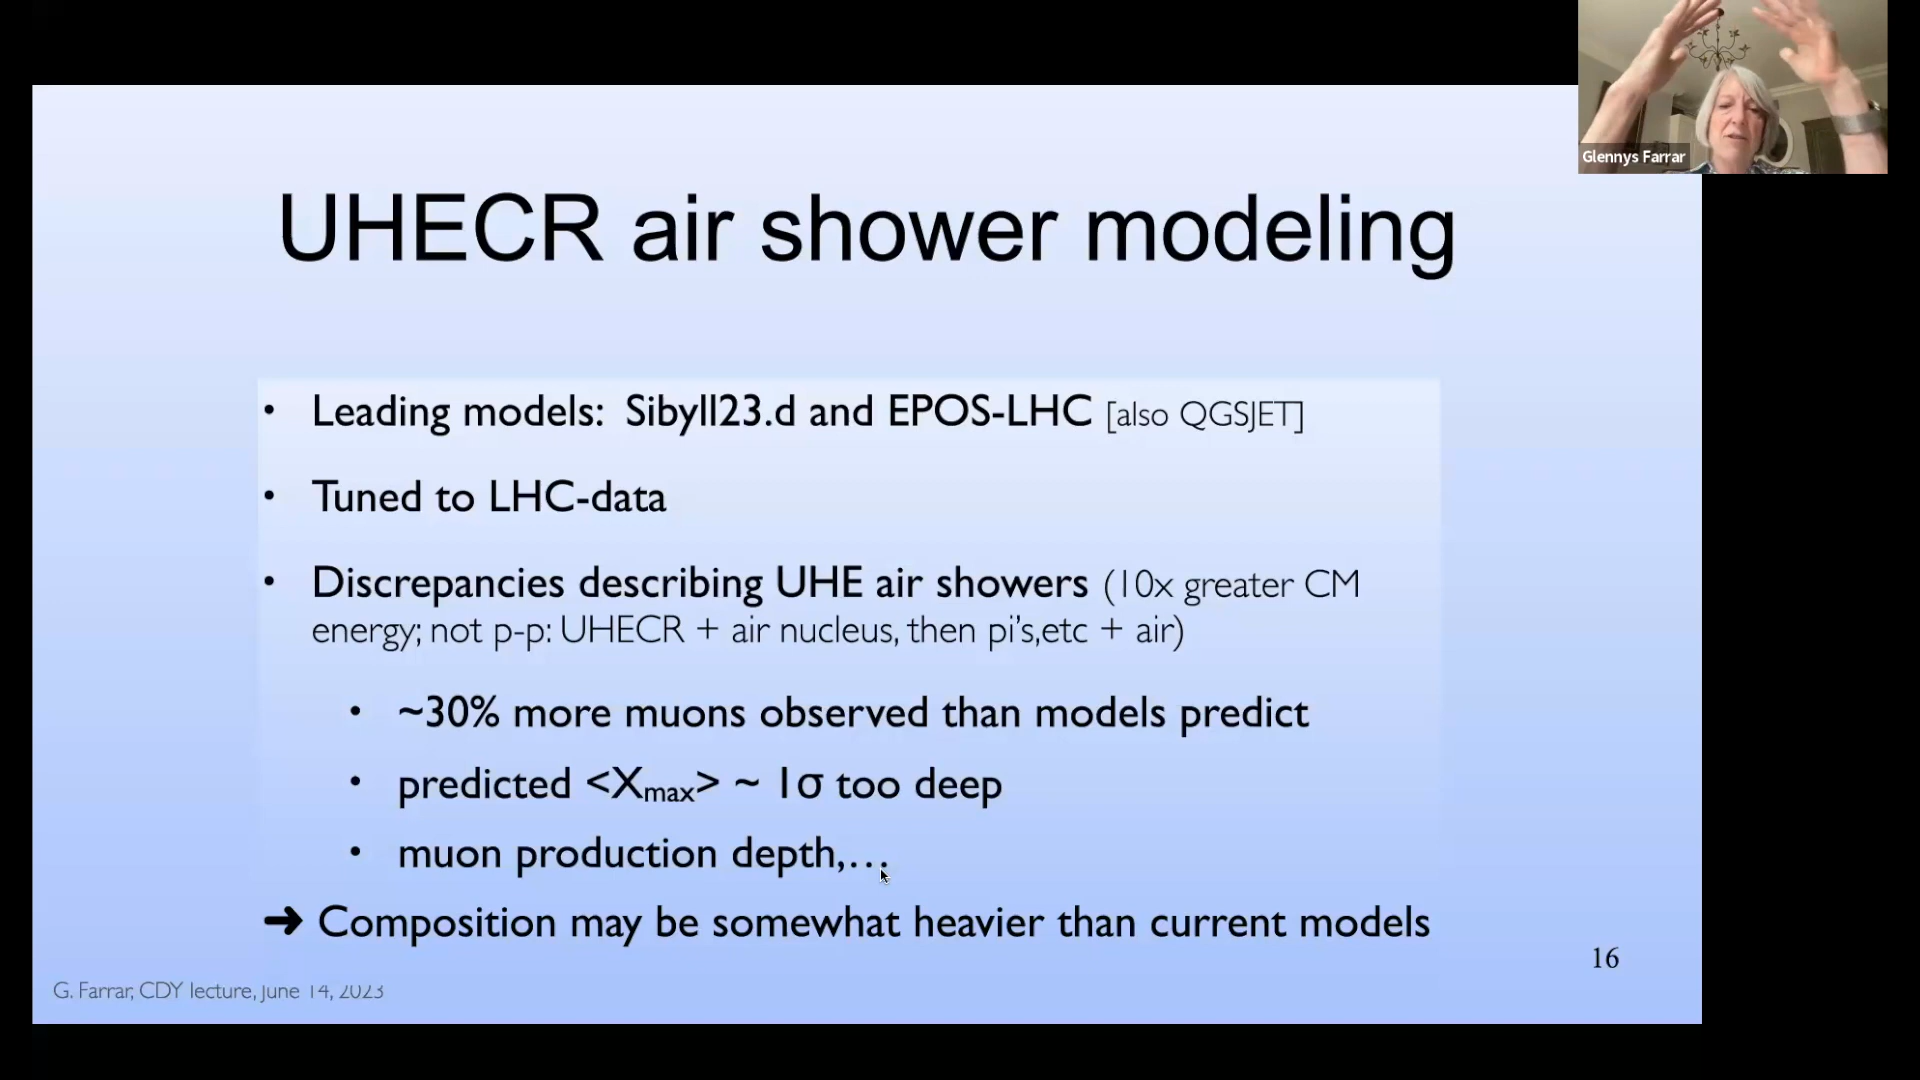 Glennys Farrar
UHECR air shower modeling
• Leading models: Sibyll23.d and EPOS-LHC [also QGSJET]
• Tuned to LHC-data
• Discrepancies describing UHE air showers (10x greater CM
energy; not p-p: UHECR + air nucleus, then pi's,etc + air)
• ~30% more muons observed than models predict
• predicted <Xmax> ~ 1σ too deep
• muon production depth,…
➜ Composition may be somewhat heavier than current models
16
G. Farrar, CDY lecture, June 14, 2023